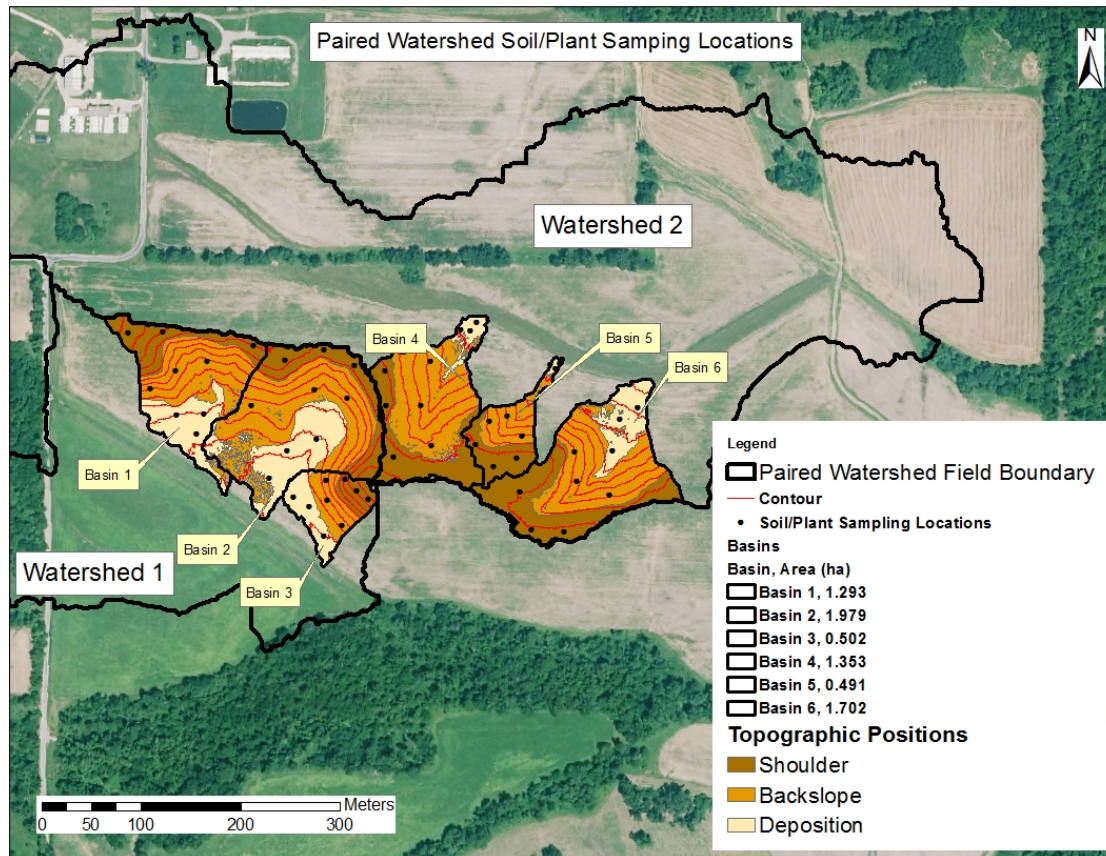 Paired Watershed Soil/Plant Samping Locations
N
Watershed 2
Basin 4
Basin 5
Basin 6
Basin 1
Basin 2
Basin 3
Watershed 1
Legend
Paired Watershed Field Boundary
Contour
Soil/Plant Sampling Locations
Basins
Basin, Area (ha)
Basin 1, 1.293
Basin 2, 1.979
Basin 3, 0.502
Basin 4, 1.353
Basin 5, 0.491
Basin 6, 1.702
Topographic Positions
Shoulder
Backslope
Deposition
Meters
0 50 100 200 300